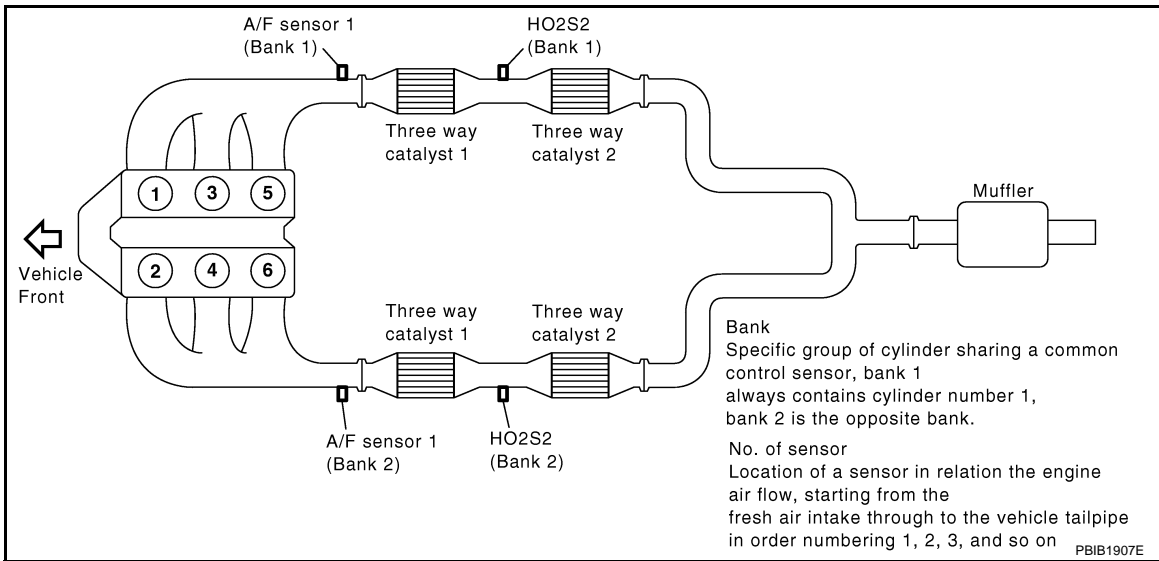 A/F sensor 1
(Bank 1)
HO2S2
(Bank 1)
Three way
catalyst 1
Three way
catalyst 2
1
3
5
Muffler
Vehicle
Front
2
4
6
Three way
catalyst 1
Three way
catalyst 2
A/F sensor 1
(Bank 2)
HO2S2
(Bank 2)
Bank
Specific group of cylinder sharing a common
control sensor, bank 1
always contains cylinder number 1,
bank 2 is the opposite bank.
No. of sensor
Location of a sensor in relation the engine
air flow, starting from the
fresh air intake through to the vehicle tailpipe
in order numbering 1, 2, 3, and so on
PBIB1907E